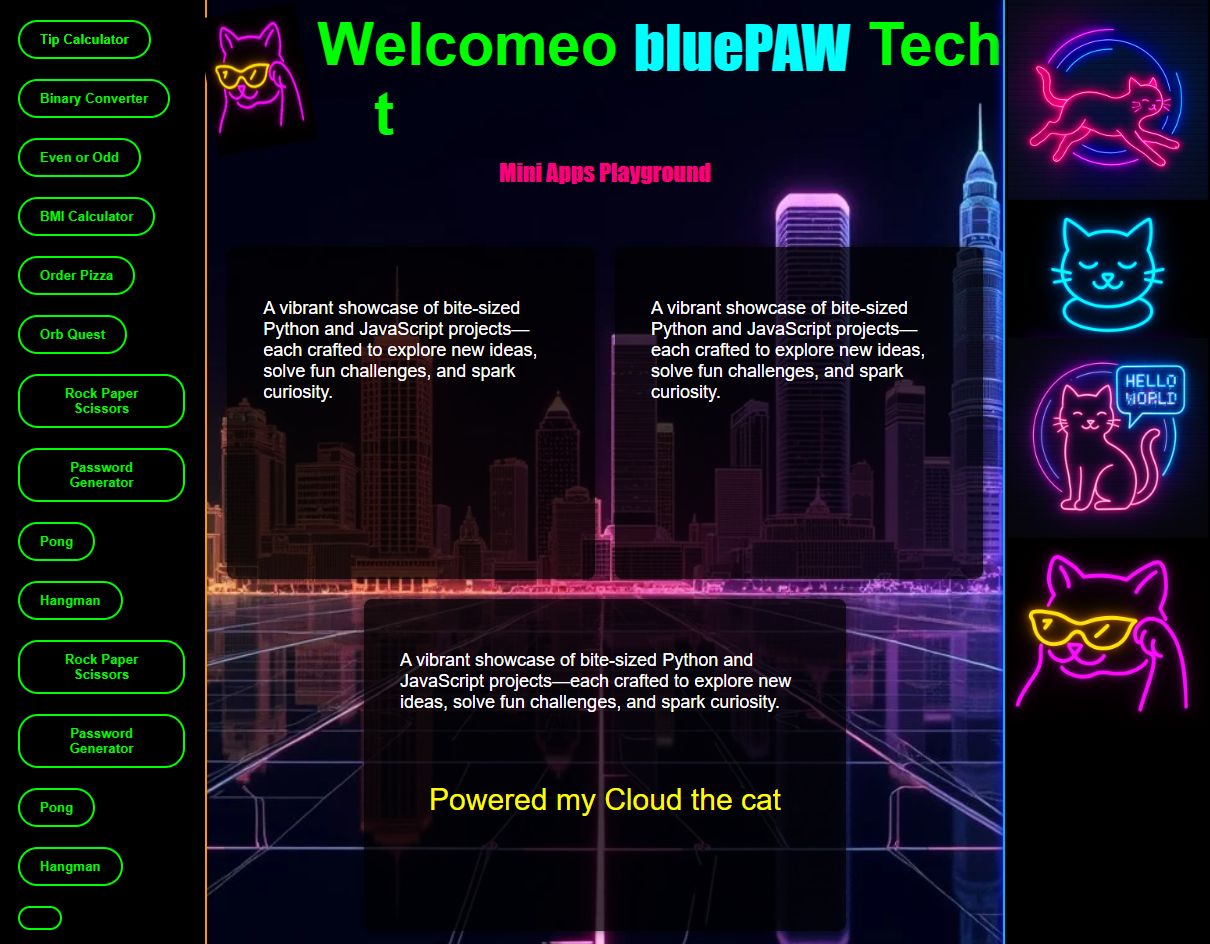 Tip Calculator
Binary Converter
Even or Odd
BMI Calculator
Order Pizza
Orb Quest
Rock Paper
Scissors
Password
Generator
Pong
Hangman
Rock Paper
Scissors
Password
Generator
Pong
Hangman
Welcomeo bluePAW Tech
t
Mini Apps Playground
A vibrant showcase of bite-sized
Python and JavaScript projects—
each crafted to explore new ideas,
solve fun challenges, and spark
curiosity.
A vibrant showcase of bite-sized
Python and JavaScript projects—
each crafted to explore new ideas,
solve fun challenges, and spark
curiosity.
A vibrant showcase of bite-sized Python and
JavaScript projects—each crafted to explore new
ideas, solve fun challenges, and spark curiosity.
Powered my Cloud the cat
HELLO
WORLD